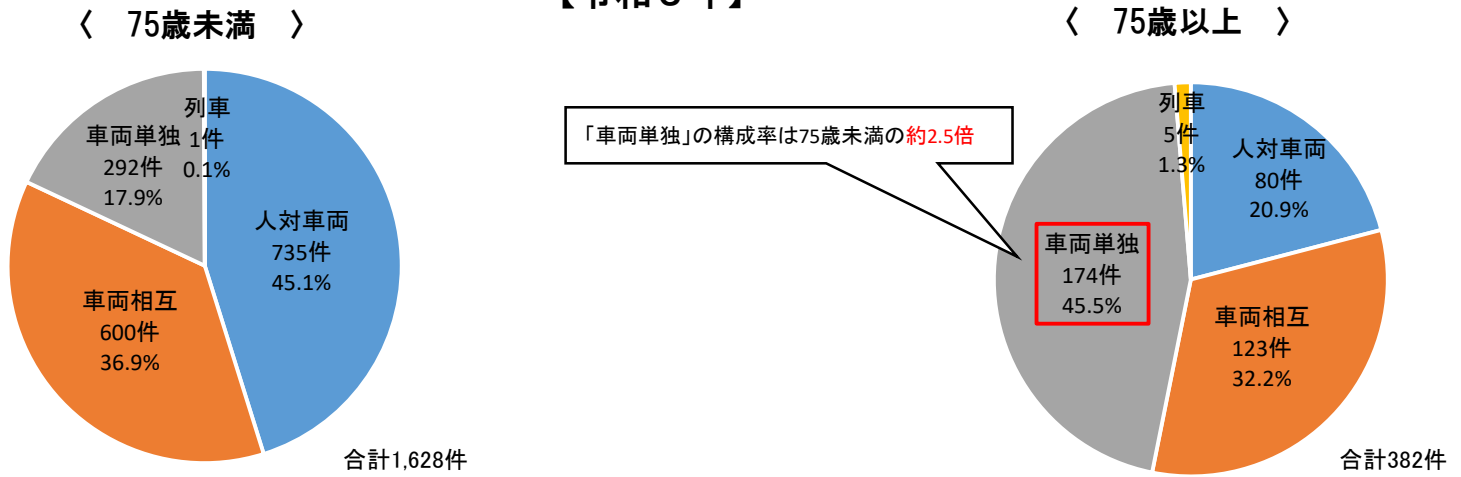 〈　75歳未満　〉
〈　75歳以上　〉
列車
1件
0.1%
車両単独
292件
17.9%
人対車両
735件
45.1%
車両相互
600件
36.9%
合計1,628件
「車両単独」の構成率は75歳未満の約2.5倍
列車
5件
1.3%
人対車両
80件
20.9%
車両単独
174件
45.5%
車両相互
123件
32.2%
合計382件